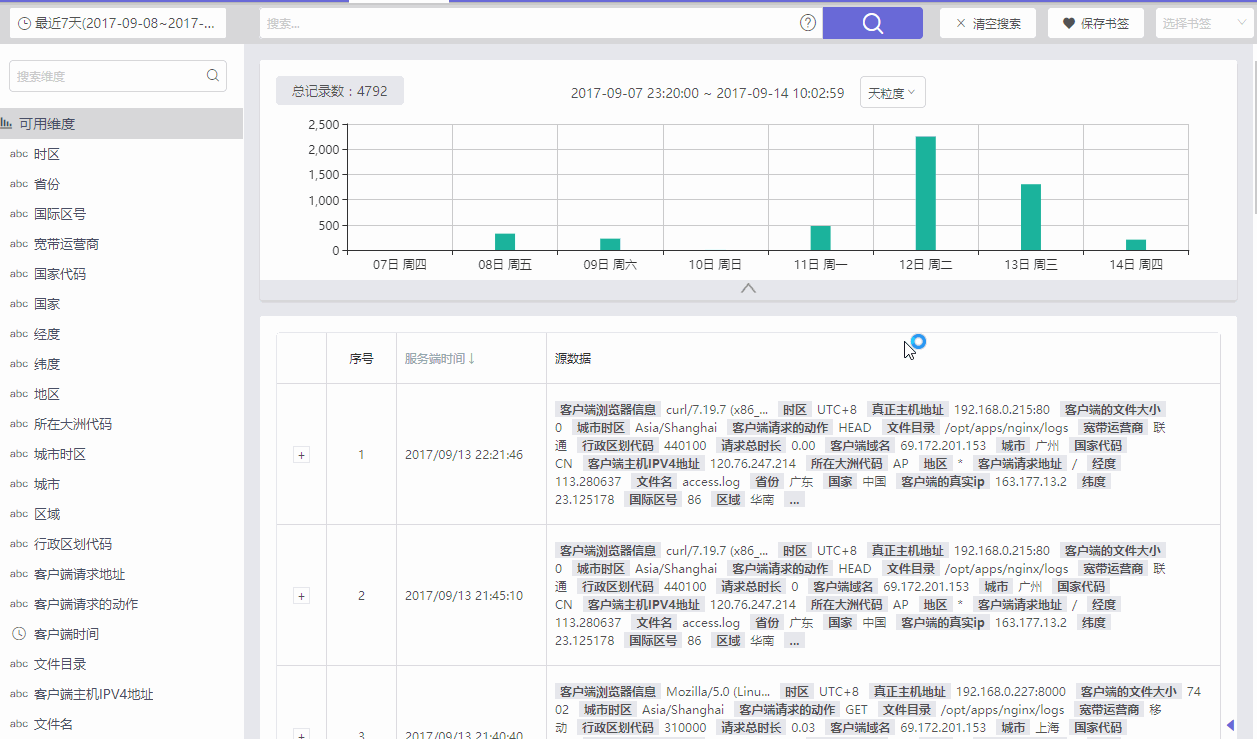 最近7天(2017-09-08~2017-...
搜索...
?
清空搜索
保存书签
选择书签
搜索维度
可用维度
abc 时区
abc 省份
abc 国际区号
abc 宽带运营商
abc 国家代码
abc 国家
abc 经度
abc 纬度
abc 地区
abc 所在大洲代码
abc 城市时区
abc 城市
abc 区域
abc 行政区划代码
abc 客户端请求地址
abc 客户端请求的动作
客户端时间
abc 文件目录
abc 客户端主机IPV4地址
abc 文件名
总记录数：4792
2017-09-07 23:20:00 ~ 2017-09-14 10:02:59
天粒度
2,500
2,000
1,500
1,000
500
0
07日 周四 08日 周五 09日 周六 10日 周日 11日 周一 12日 周二 13日 周三 14日 周四
序号 服务端时间↓ 源数据
+ 1 2017/09/13 22:21:46
客户端浏览器信息 curl/7.19.7 (x86_... 时区 UTC+8 真正主机地址 192.168.0.215:80 客户端的文件大小
0 城市时区 Asia/Shanghai 客户端请求的动作 HEAD 文件目录 /opt/apps/nginx/logs 宽带运营商 联
通 行政区划代码 440100 请求总时长 0.00 客户端域名 69.172.201.153 城市 广州 国家代码
CN 客户端主机IPV4地址 120.76.247.214 所在大洲代码 AP 地区 * 客户端请求地址 / 经度
113.280637 文件名 access.log 省份 广东 国家 中国 客户端的真实ip 163.177.13.2 纬度
23.125178 国际区号 86 区域 华南 ...
+ 2 2017/09/13 21:45:10
客户端浏览器信息 curl/7.19.7 (x86_... 时区 UTC+8 真正主机地址 192.168.0.215:80 客户端的文件大小
0 城市时区 Asia/Shanghai 客户端请求的动作 HEAD 文件目录 /opt/apps/nginx/logs 宽带运营商 联
通 行政区划代码 440100 请求总时长 0 客户端域名 69.172.201.153 城市 广州 国家代码
CN 客户端主机IPV4地址 120.76.247.214 所在大洲代码 AP 地区 * 客户端请求地址 / 经度
113.280637 文件名 access.log 省份 广东 国家 中国 客户端的真实ip 163.177.13.2 纬度
23.125178 国际区号 86 区域 华南 ...
+ 3 2017/09/13 21:40:40
客户端浏览器信息 Mozilla/5.0 (Linu... 时区 UTC+8 真正主机地址 192.168.0.227:8000 客户端的文件大小 74
02 城市时区 Asia/Shanghai 客户端请求的动作 GET 文件目录 /opt/apps/nginx/logs 宽带运营商 移
动 行政区划代码 310000 请求总时长 0.03 客户端域名 69.172.201.153 城市 上海 国家代码